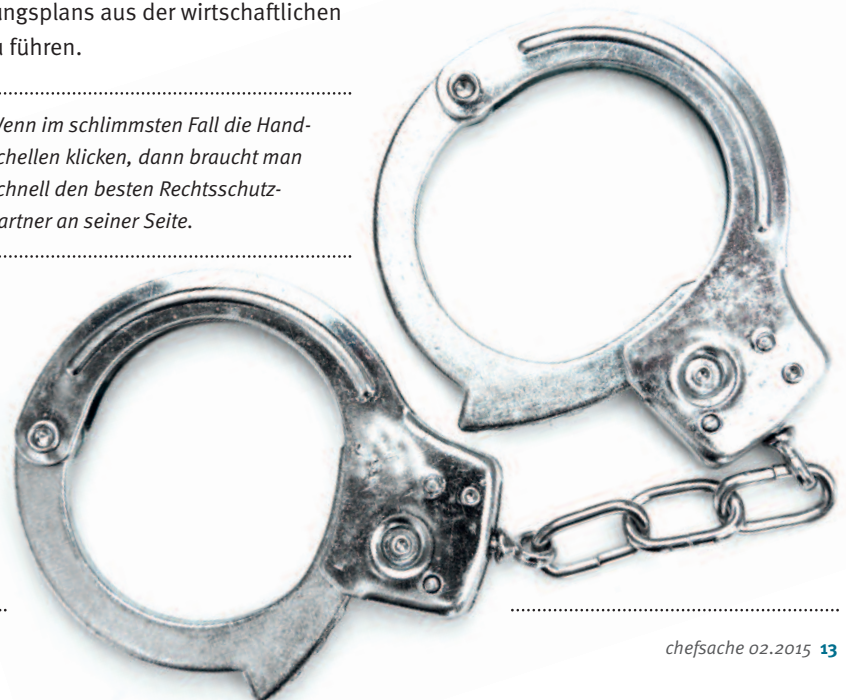 ungsplans aus der wirtschaftlichen
führen.
Wenn im schlimmsten Fall die Hand-
chellen klicken, dann braucht man
chnell den besten Rechtsschutz-
artner an seiner Seite.
chefsache 02.2015 13